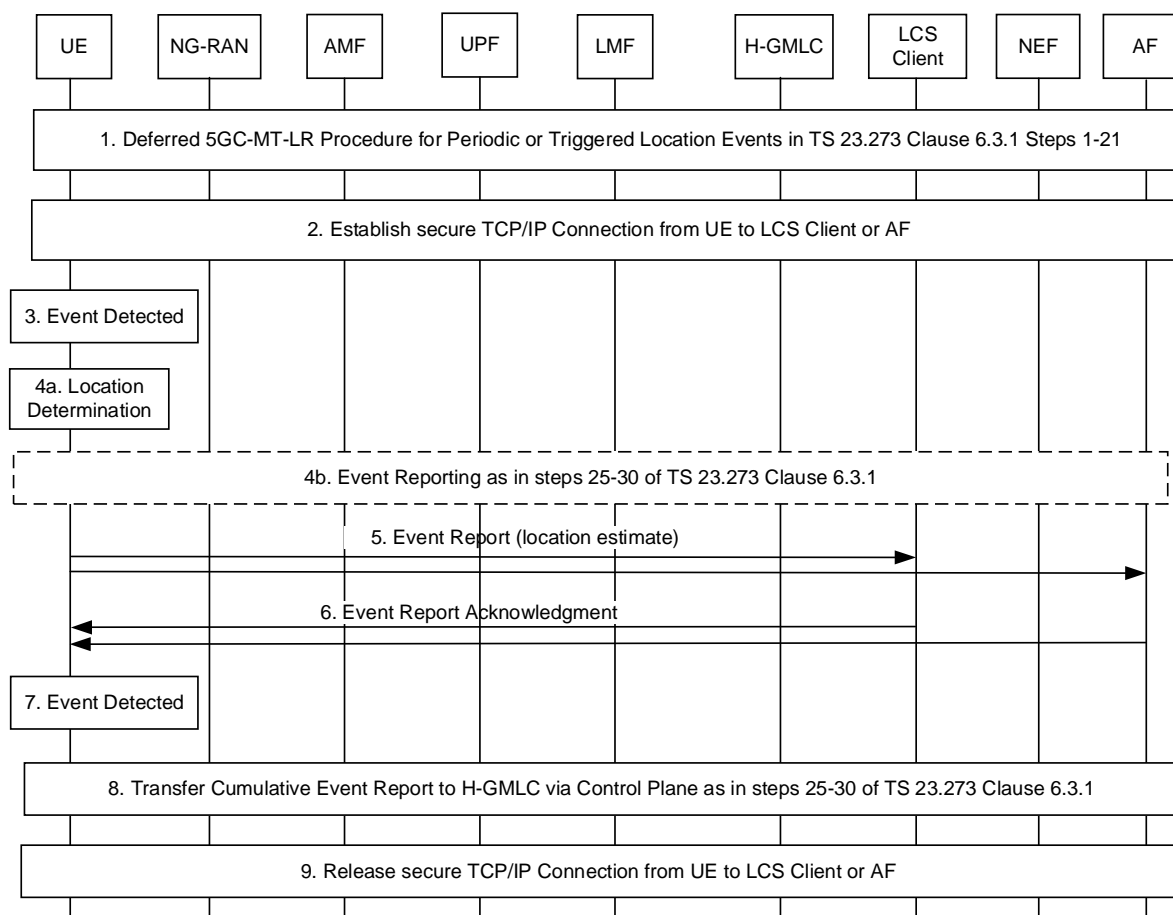 UE
NG-RAN
AMF
UPF
LMF
H-GMLC
LCS
Client
NEF
AF
1. Deferred 5GC-MT-LR Procedure for Periodic or Triggered Location Events in TS 23.273 Clause 6.3.1 Steps 1-21
2. Establish secure TCP/IP Connection from UE to LCS Client or AF
3. Event Detected
4a. Location
Determination
4b. Event Reporting as in steps 25-30 of TS 23.273 Clause 6.3.1
5. Event Report (location estimate)
6. Event Report Acknowledgment
7. Event Detected
8. Transfer Cumulative Event Report to H-GMLC via Control Plane as in steps 25-30 of TS 23.273 Clause 6.3.1
9. Release secure TCP/IP Connection from UE to LCS Client or AF